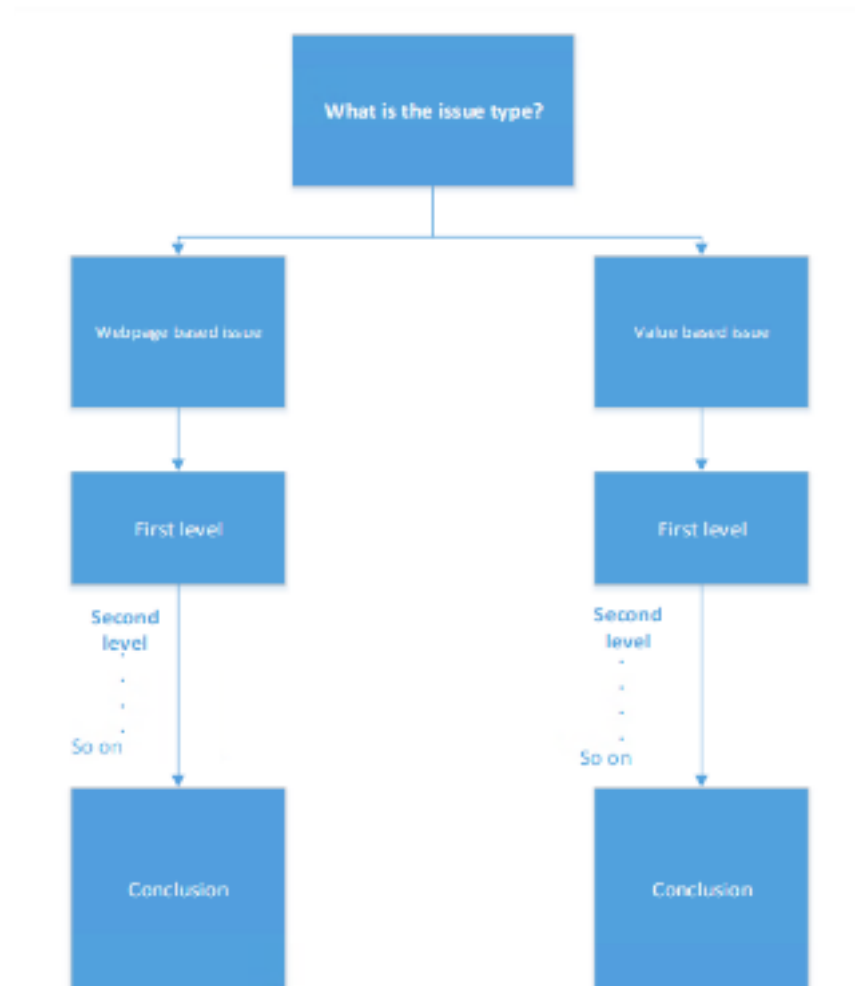 What is the issue type?
Webpage based issue
Value based issue
First level
First level
Second
level
Second
level
So on
So on
Conclusion
Conclusion